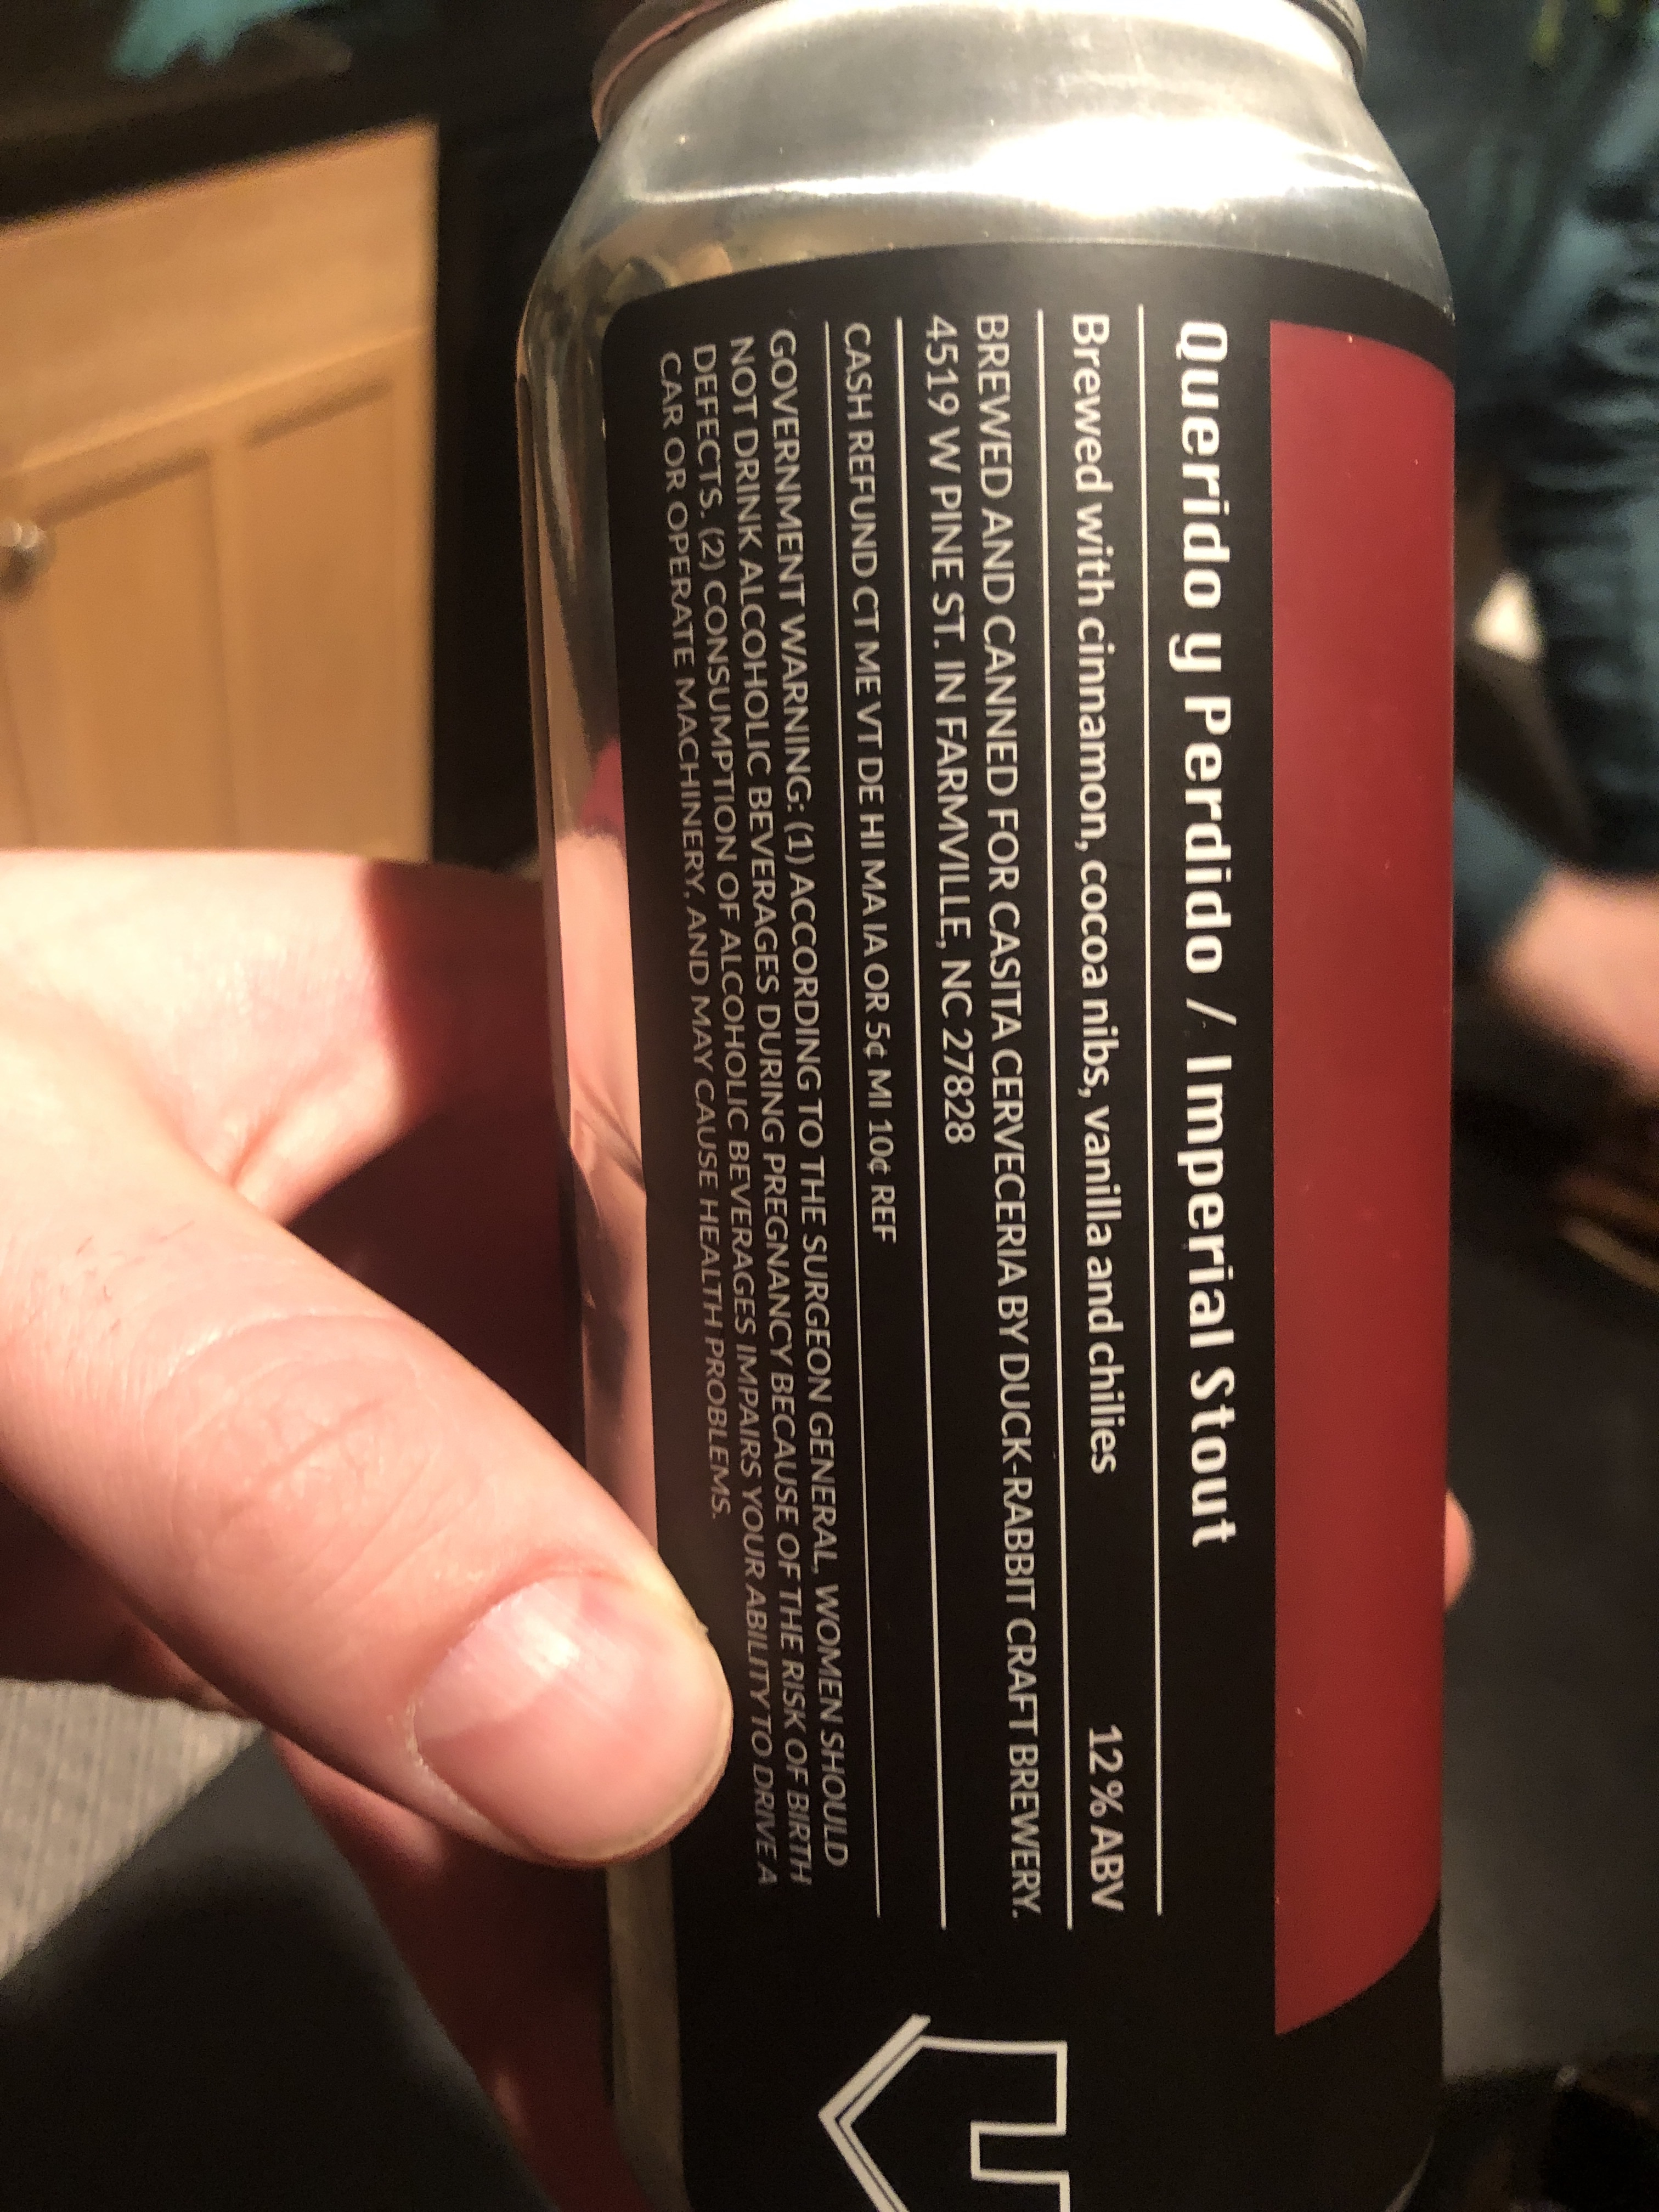 Querido y Perdido / Imperial Stout
Brewed with cinnamon, cocoa nibs, vanilla and chilies 12 % ABV
BREWED AND CANNED FOR CASITA CERVECERIA BY DUCK-RABBIT CRAFT BREWERY.
4519 W PINE ST. IN FARMVILLE, NC 27828
CASH REFUND CT ME VT DE HI MA IA OR 5¢ MI 10¢ REF
GOVERNMENT WARNING: (1) ACCORDING TO THE SURGEON GENERAL, WOMEN SHOULD
NOT DRINK ALCOHOLIC BEVERAGES DURING PREGNANCY BECAUSE OF THE RISK OF BIRTH
DEFECTS. (2) CONSUMPTION OF ALCOHOLIC BEVERAGES IMPAIRS YOUR ABILITY TO DRIVE A
CAR OR OPERATE MACHINERY, AND MAY CAUSE HEALTH PROBLEMS.